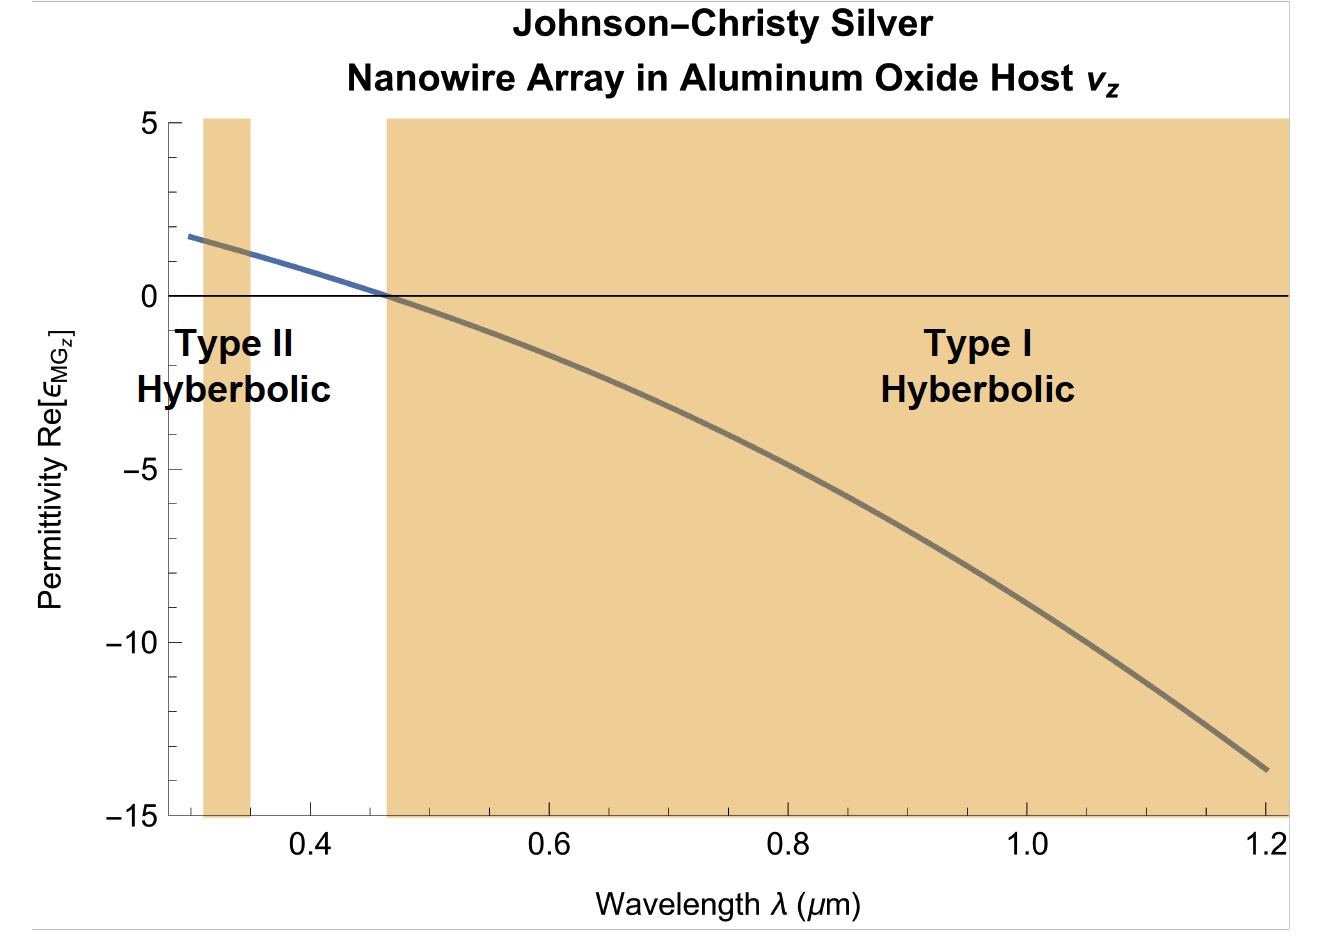 Johnson–Christy Silver
Nanowire Array in Aluminum Oxide Host v_z
5
0
−5
−10
−15
Permittivity Re[ϵ_MG_z]
Type II
Hyberbolic
Type I
Hyberbolic
0.4
0.6
0.8
1.0
1.2
Wavelength λ (μm)